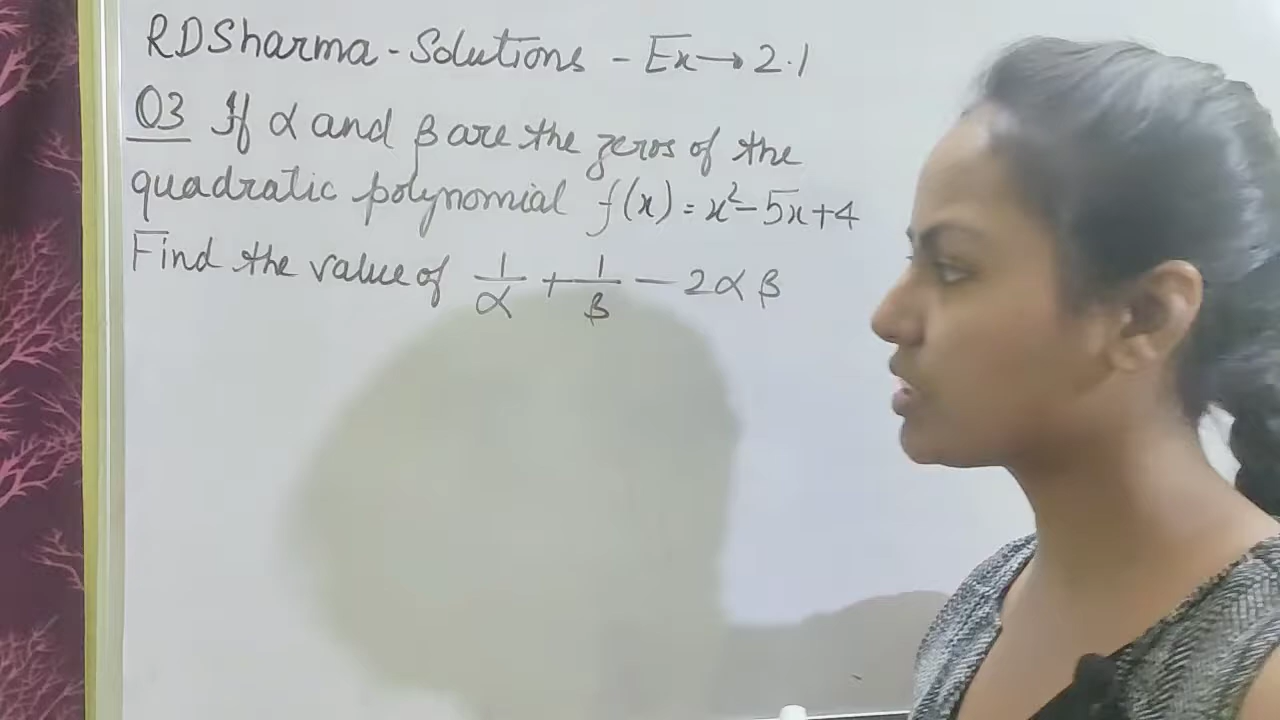 RDSharma - Solutions - Ex → 2.1
Q3 If α and β are the zeros of the
quadratic polynomial f(x) = x² - 5x + 4
Find the value of 1/α + 1/β - 2αβ